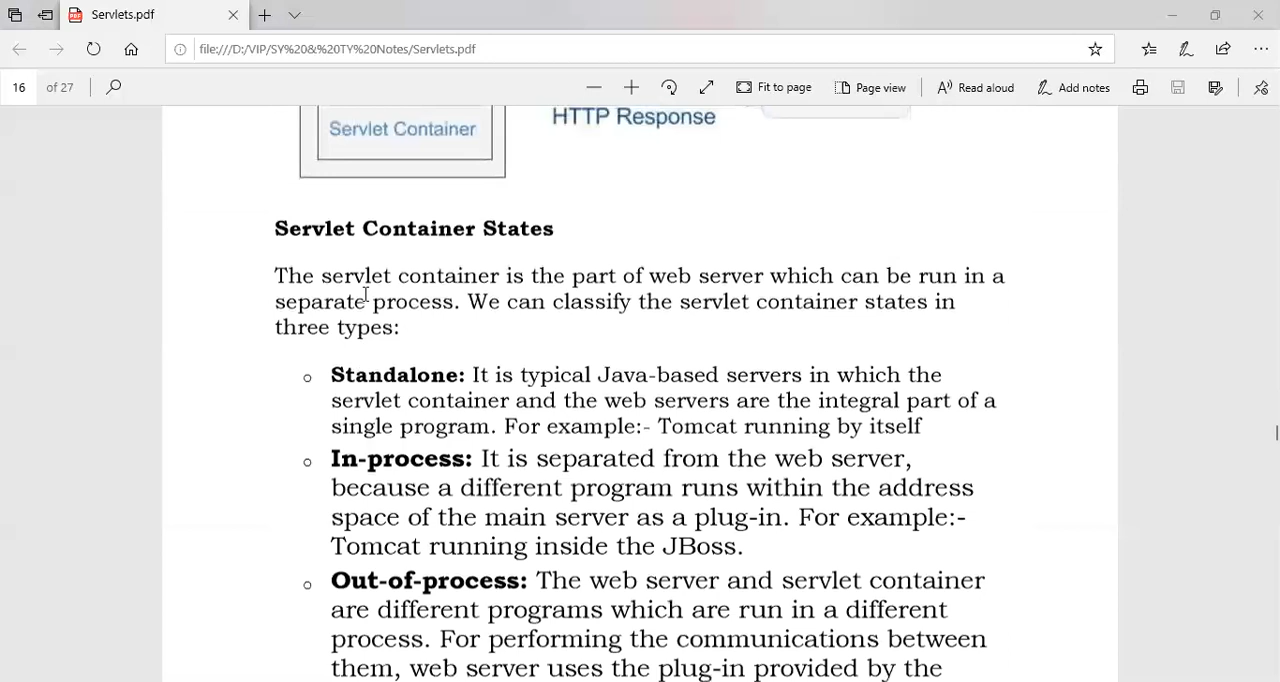 Servlets.pdf
file:///D:/VIP/SY%20&%20TY%20Notes/Servlets.pdf
16 of 27
Fit to page
Page view
Read aloud
Add notes
Servlet Container
HTTP Response
Servlet Container States
The servlet container is the part of web server which can be run in a
separate process. We can classify the servlet container states in
three types:
Standalone: It is typical Java-based servers in which the
servlet container and the web servers are the integral part of a
single program. For example:- Tomcat running by itself
In-process: It is separated from the web server,
because a different program runs within the address
space of the main server as a plug-in. For example:-
Tomcat running inside the JBoss.
Out-of-process: The web server and servlet container
are different programs which are run in a different
process. For performing the communications between
them, web server uses the plug-in provided by the